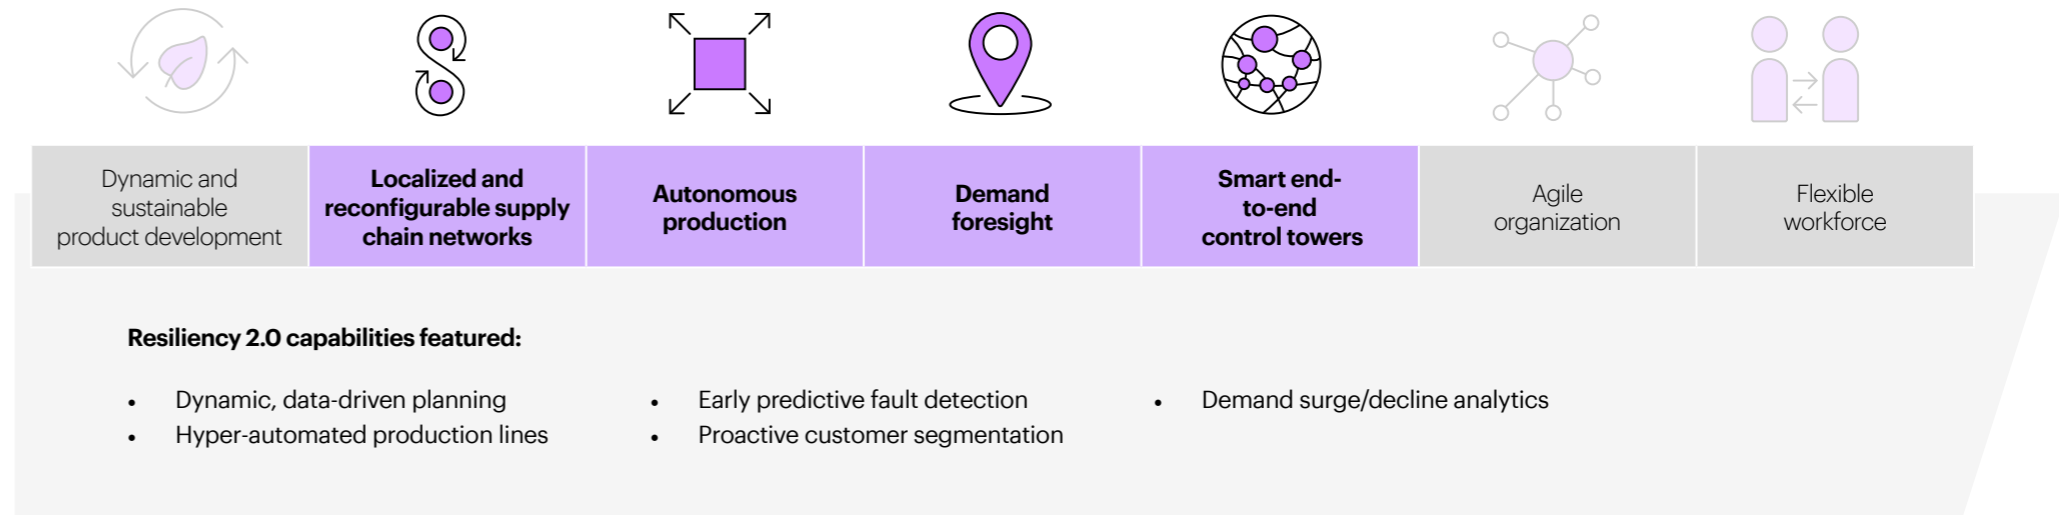 Dynamic and
sustainable
product development
Localized and
reconfigurable supply
chain networks
Autonomous
production
Demand
foresight
Smart end-
to-end
control towers
Agile
organization
Flexible
workforce
Resiliency 2.0 capabilities featured:
• Dynamic, data-driven planning
• Hyper-automated production lines
• Early predictive fault detection
• Proactive customer segmentation
• Demand surge/decline analytics